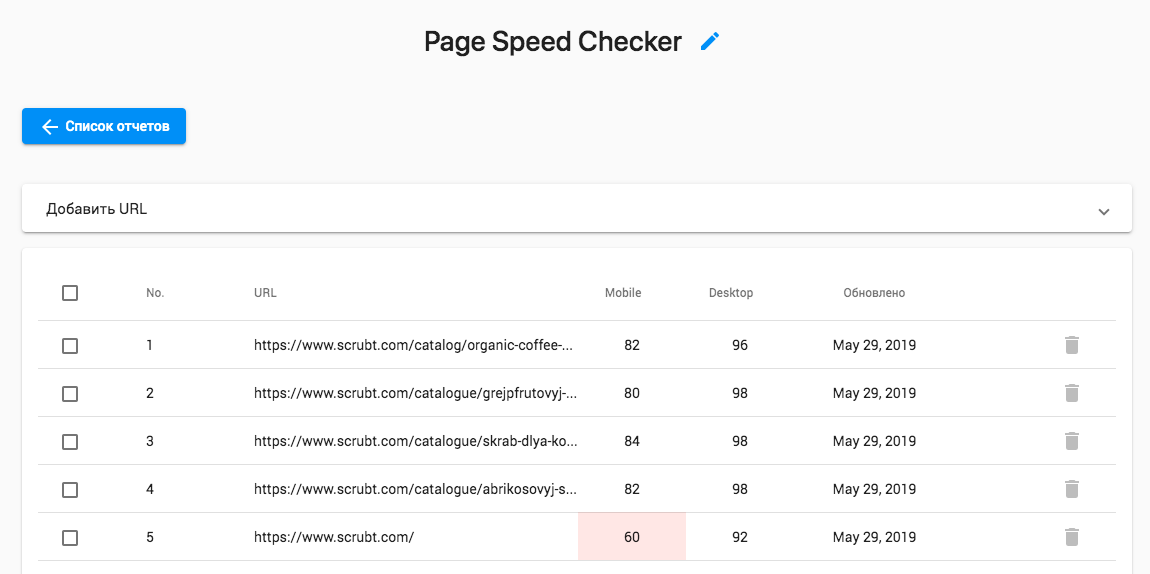 Page Speed Checker
Список отчетов
Добавить URL
No. URL Mobile Desktop Обновлено
1 https://www.scrubt.com/catalog/organic-coffee-... 82 96 May 29, 2019
2 https://www.scrubt.com/catalogue/grejpfrutovyj-... 80 98 May 29, 2019
3 https://www.scrubt.com/catalogue/skrab-dlya-ko... 84 98 May 29, 2019
4 https://www.scrubt.com/catalogue/abrikosovyj-s... 82 98 May 29, 2019
5 https://www.scrubt.com/ 60 92 May 29, 2019